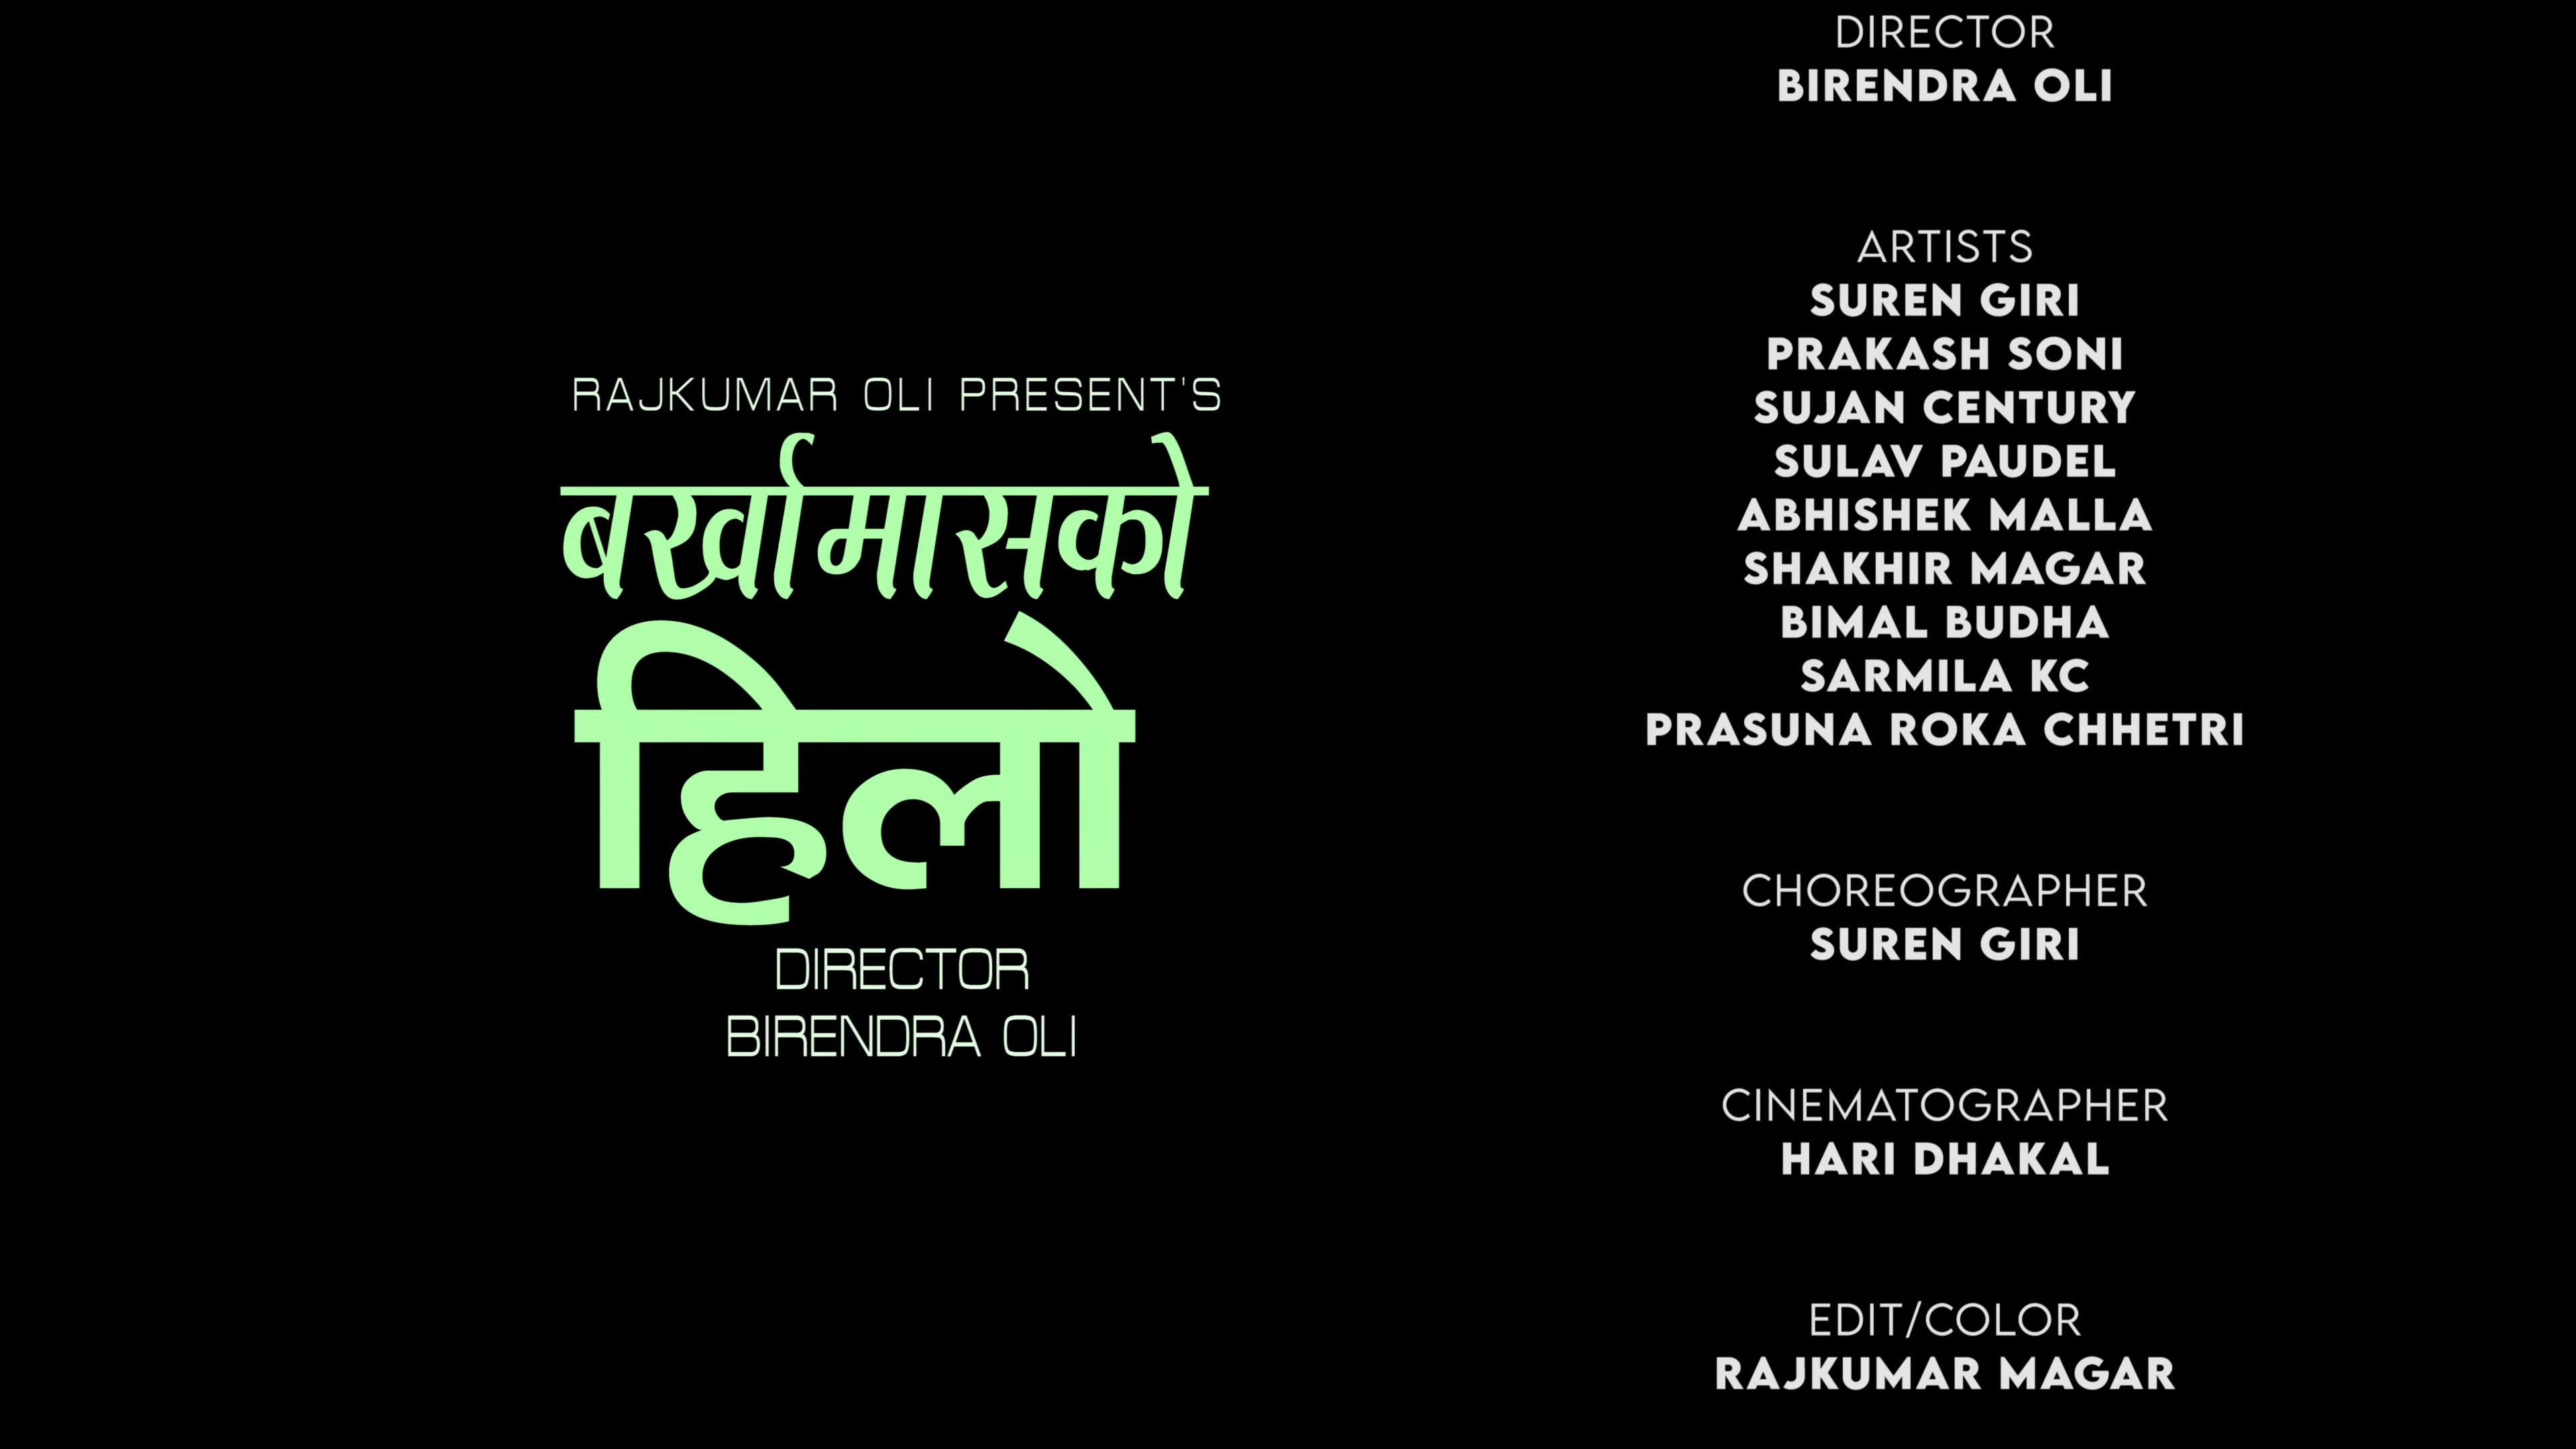 RAJKUMAR OLI PRESENT'S
बर्खामासको
हिलो
DIRECTOR
BIRENDRA OLI
DIRECTOR
BIRENDRA OLI
ARTISTS
SUREN GIRI
PRAKASH SONI
SUJAN CENTURY
SULAV PAUDEL
ABHISHEK MALLA
SHAKHIR MAGAR
BIMAL BUDHA
SARMILA KC
PRASUNA ROKA CHHETRI
CHOREOGRAPHER
SUREN GIRI
CINEMATOGRAPHER
HARI DHAKAL
EDIT/COLOR
RAJKUMAR MAGAR